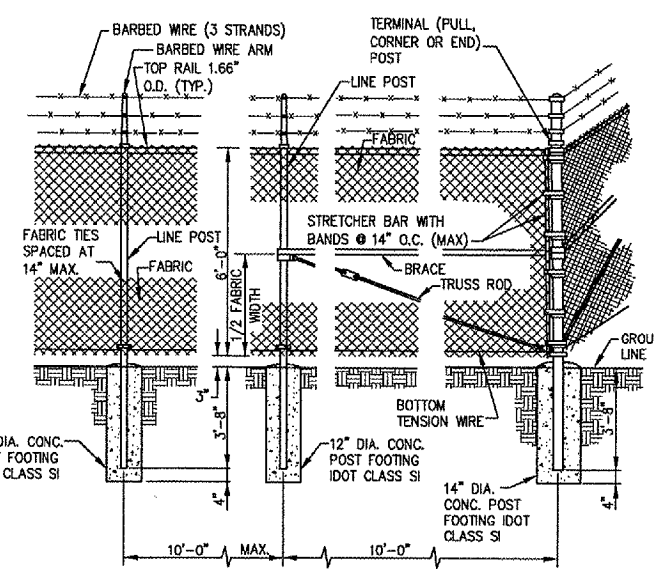 BARBED WIRE (3 STRANDS)
BARBED WIRE ARM
TOP RAIL 1.66"
O.D. (TYP.)
TERMINAL (PULL,
CORNER OR END)
POST
LINE POST
FABRIC
STRETCHER BAR WITH
BANDS @ 14" O.C. (MAX)
FABRIC TIES
SPACED AT
14" MAX.
LINE POST
FABRIC
6'-0"
1/2 FABRIC
WIDTH
BRACE
TRUSS ROD
GROU
LINE
3"
3'-8"
4"
BOTTOM
TENSION WIRE
3'-8"
4"
DIA. CONC.
FOOTING
CLASS SI
12" DIA. CONC.
POST FOOTING
IDOT CLASS SI
14" DIA.
CONC. POST
FOOTING IDOT
CLASS SI
10'-0" MAX.
10'-0"